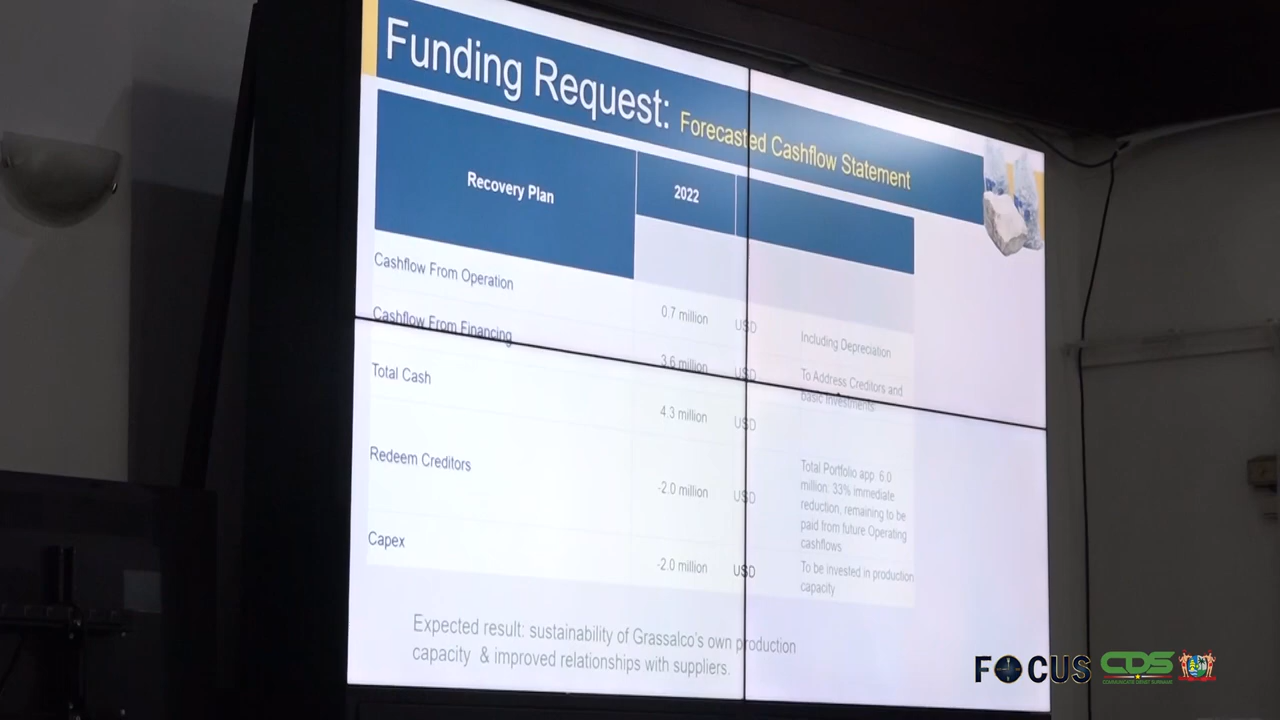 Funding Request: Forecasted Cashflow Statement
Recovery Plan
2022
Cashflow From Operation
0.7 million
USD
Including Depreciation
Cashflow From Financing
3.6 million
USD
To Address Creditors and
basic investments
Total Cash
4.3 million
USD
Redeem Creditors
-2.0 million
USD
Total Portfolio app 6.0
million: 33% immediate
reduction, remaining to be
paid from future Operating
cashflows
Capex
-2.0 million
USD
To be invested in production
capacity
Expected result: sustainability of Grassalco's own production
capacity & improved relationships with suppliers.
FOCUS
CDS
COMMUNICATIE DIENST SURINAME